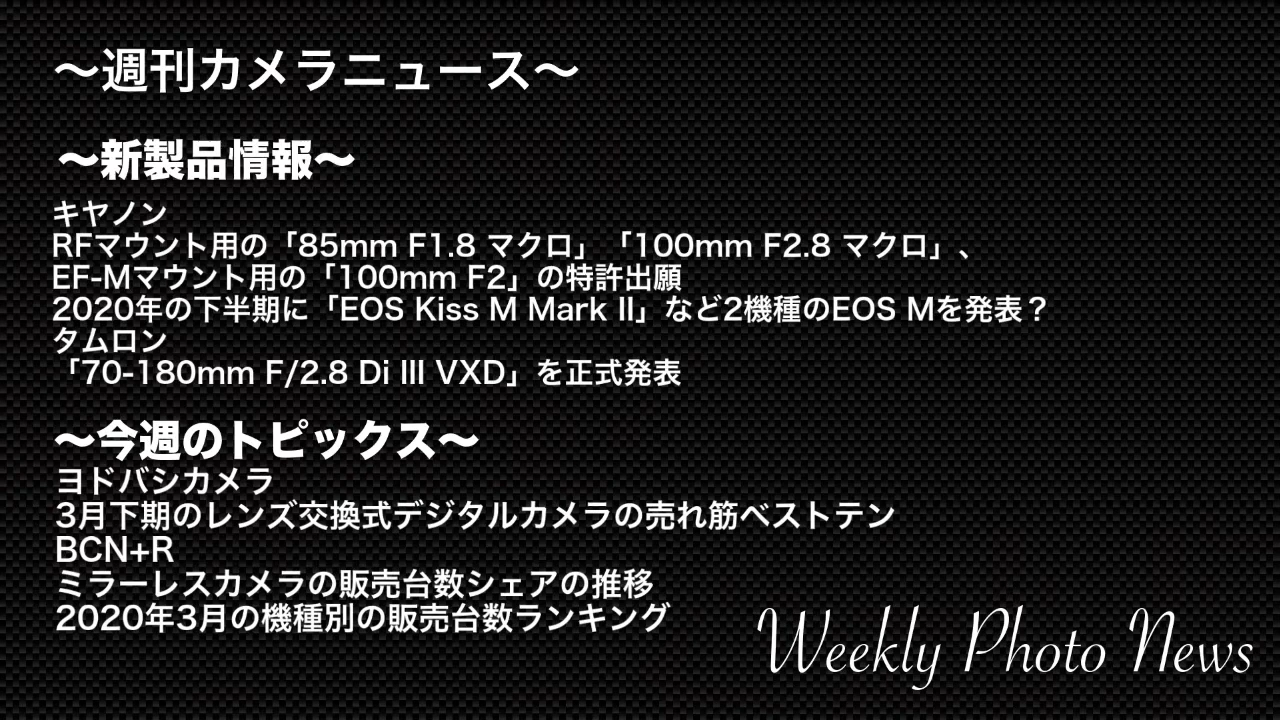 ～週刊カメラニュース～
～新製品情報～
キヤノン
RFマウント用の「85mm F1.8 マクロ」「100mm F2.8 マクロ」、
EF-Mマウント用の「100mm F2」の特許出願
2020年の下半期に「EOS Kiss M Mark II」など2機種のEOS Mを発表？
タムロン
「70-180mm F/2.8 Di III VXD」を正式発表
～今週のトピックス～
ヨドバシカメラ
3月下期のレンズ交換式デジタルカメラの売れ筋ベストテン
BCN+R
ミラーレスカメラの販売台数シェアの推移
2020年3月の機種別の販売台数ランキング
Weekly Photo News